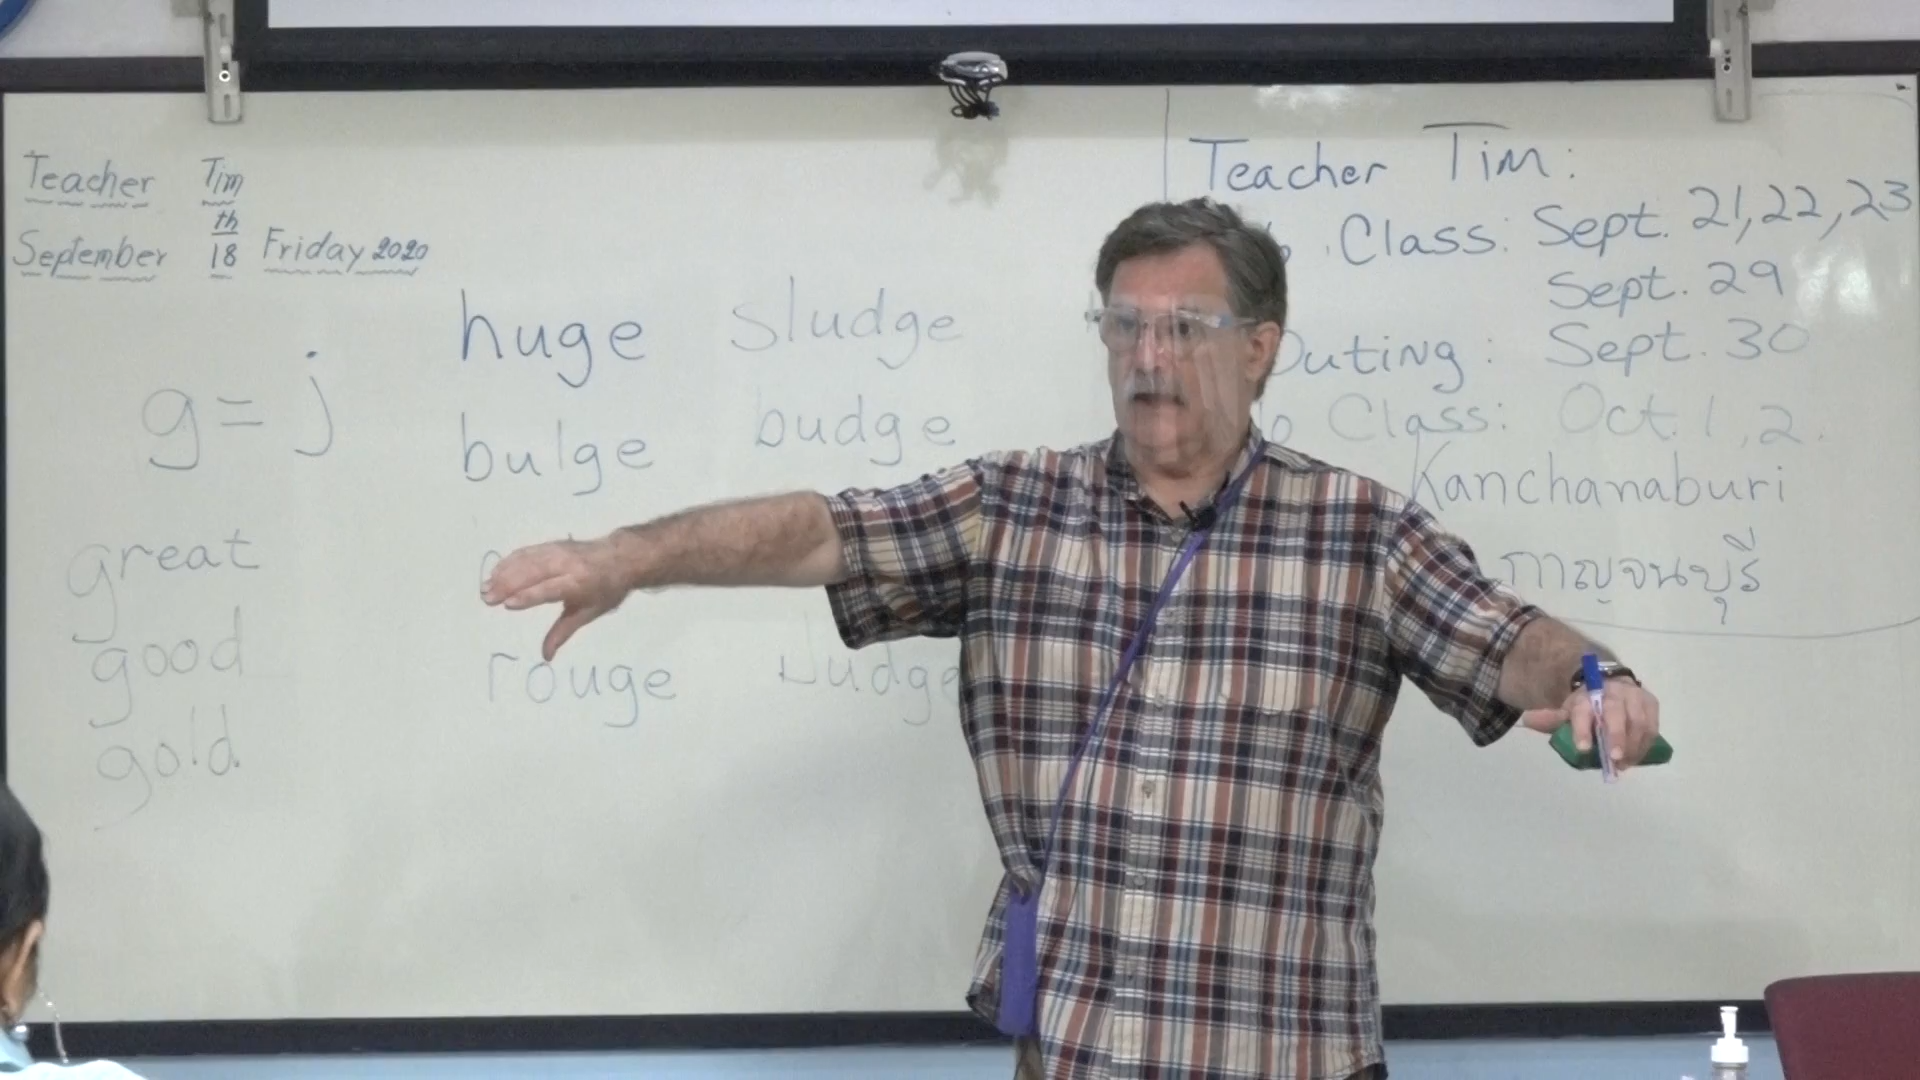 Teacher Tim
September 18th Friday 2020
g = j
great
good
gold
huge sludge
bulge budge
rouge
Teacher Tim:
Class: Sept. 21, 22, 23
Sept. 29
Outing: Sept. 30
Class: Oct. 1, 2.
Kanchanaburi
กาญจนบุรี